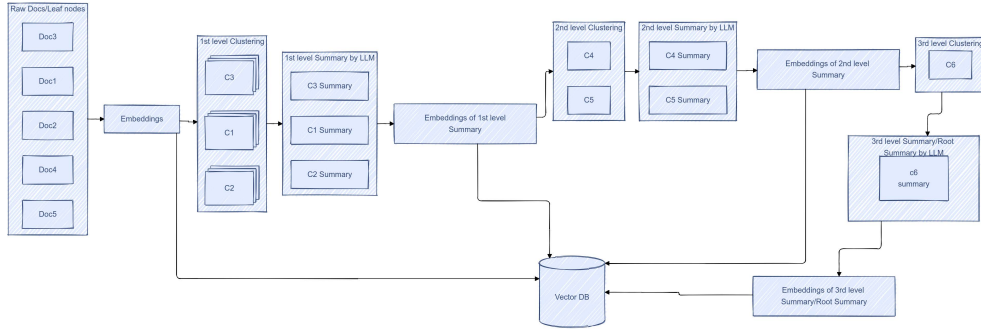 Raw Docs/Leaf nodes
Doc3
Doc1
Doc2
Doc4
Doc5
Embeddings
1st level Clustering
C3
C1
C2
1st level Summary by LLM
C3 Summary
C1 Summary
C2 Summary
Embeddings of 1st level
Summary
2nd level Clustering
C4
C5
2nd level Summary by LLM
C4 Summary
C5 Summary
Embeddings of 2nd level
Summary
3rd level Clustering
C6
3rd level Summary/Root
Summary by LLM
c6
summary
Embeddings of 3rd level
Summary/Root Summary
Vector DB